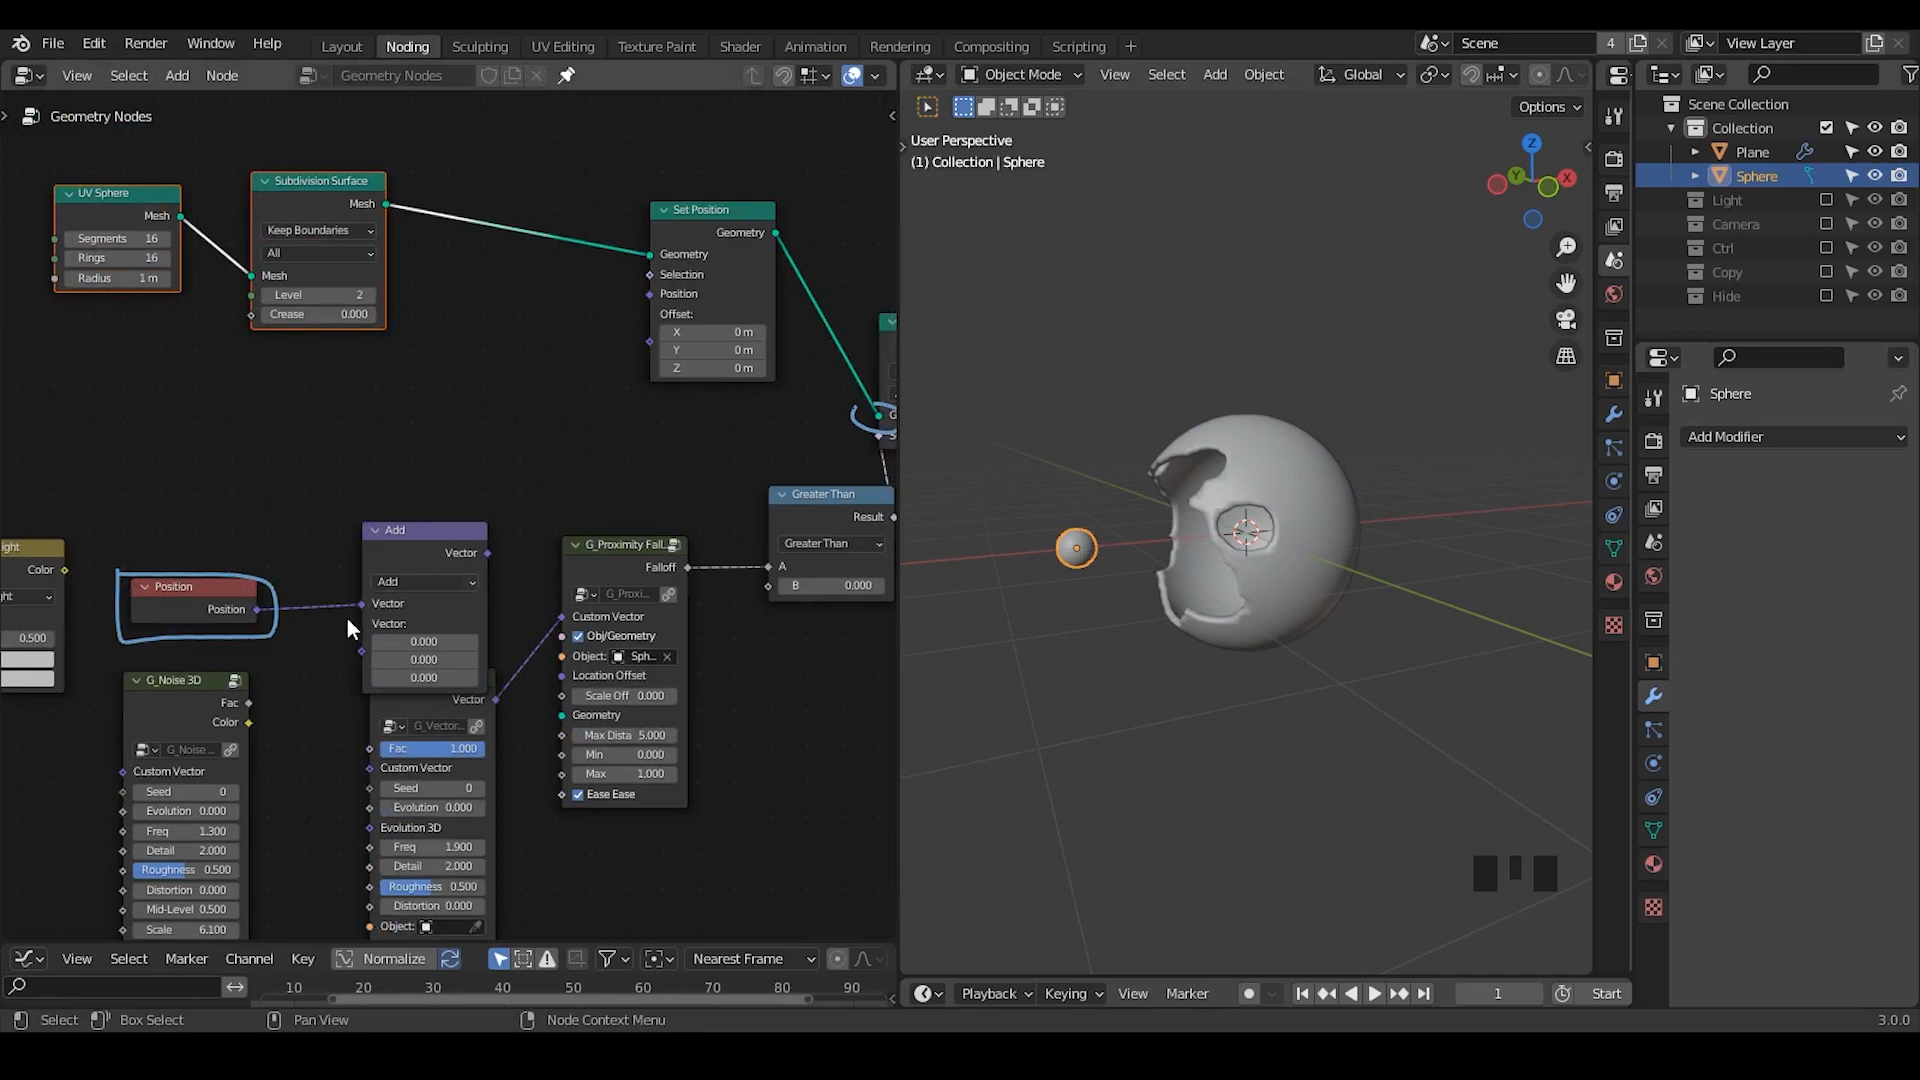 File Edit Render Window Help
Layout Noding Sculpting UV Editing Texture Paint Shader Animation Rendering Compositing Scripting +
Scene 4 View Layer
View Select Add Node Geometry Nodes
Object Mode View Select Add Object Global
Options
Geometry Nodes
User Perspective
(1) Collection | Sphere
Z
Y
X
UV Sphere
Mesh
Segments 16
Rings 16
Radius 1 m
Subdivision Surface
Mesh
Keep Boundaries
All
Mesh
Level 2
Crease 0.000
Set Position
Geometry
Geometry
Selection
Position
Offset:
X 0 m
Y 0 m
Z 0 m
G
S
Greater Than
Result
Greater Than
A
B 0.000
ight
Color
ht
0.500
Position
Position
Add
Vector
Add
Vector
Vector:
0.000
0.000
0.000
G_Noise 3D
Fac
Color
G_Noise ...
Custom Vector
Seed 0
Evolution 0.000
Freq 1.300
Detail 2.000
Roughness 0.500
Distortion 0.000
Mid-Level 0.500
Scale 6.100
Vector
G_Vector...
Fac 1.000
Custom Vector
Seed 0
Evolution 0.000
Evolution 3D
Freq 1.900
Detail 2.000
Roughness 0.500
Distortion 0.000
Object:
G_Proximity Fall...
Falloff
G_Proxi...
Custom Vector
Obj/Geometry
Object: Sph...
Location Offset
Scale Off 0.000
Geometry
Max Dista 5.000
Min 0.000
Max 1.000
Ease Ease
Scene Collection
Collection
Plane
Sphere
Light
Camera
Ctrl
Copy
Hide
Sphere
Add Modifier
View Select Marker Channel Key Normalize Nearest Frame
10 20 30 40 50 60 70 80 90
Playback Keying View Marker 1 Start
Select Box Select Pan View Node Context Menu 3.0.0